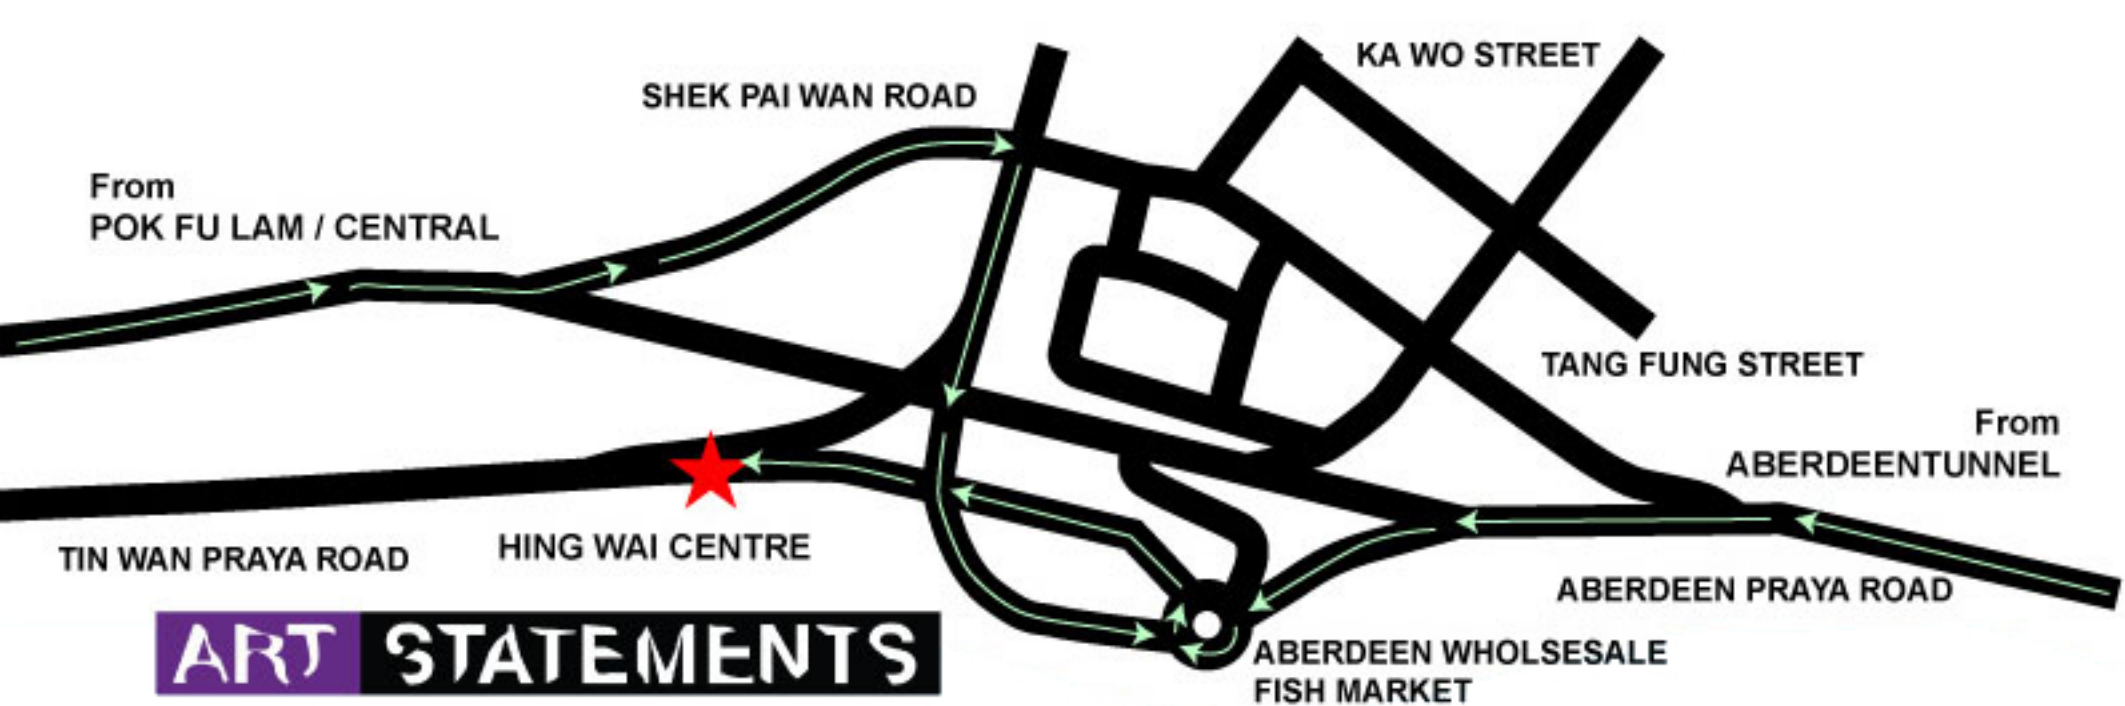 KA WO STREET
SHEK PAI WAN ROAD
From
POK FU LAM / CENTRAL
TANG FUNG STREET
From
ABERDEENTUNNEL
TIN WAN PRAYA ROAD
HING WAI CENTRE
ABERDEEN PRAYA ROAD
ART STATEMENTS
ABERDEEN WHOLSESALE
FISH MARKET